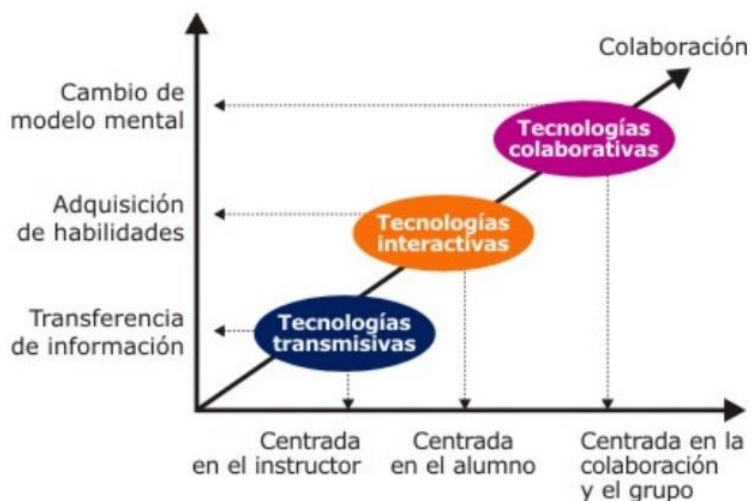 Colaboración
Cambio de
modelo mental
Tecnologías
colaborativas
Adquisición
de habilidades
Tecnologías
interactivas
Transferencia
de información
Tecnologías
transmisivas
Centrada
en el instructor
Centrada
en el alumno
Centrada en la
colaboración
y el grupo